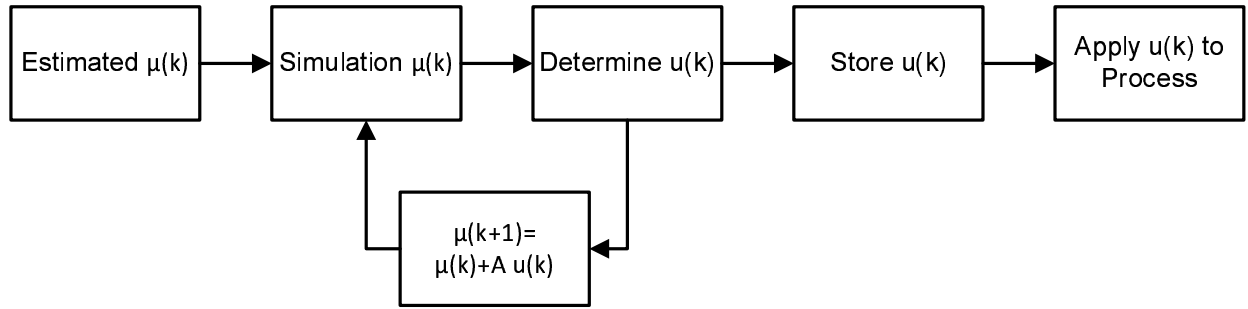 Estimated μ(k)
Simulation μ(k)
Determine u(k)
Store u(k)
Apply u(k) to
Process
μ(k+1)=
μ(k)+A u(k)